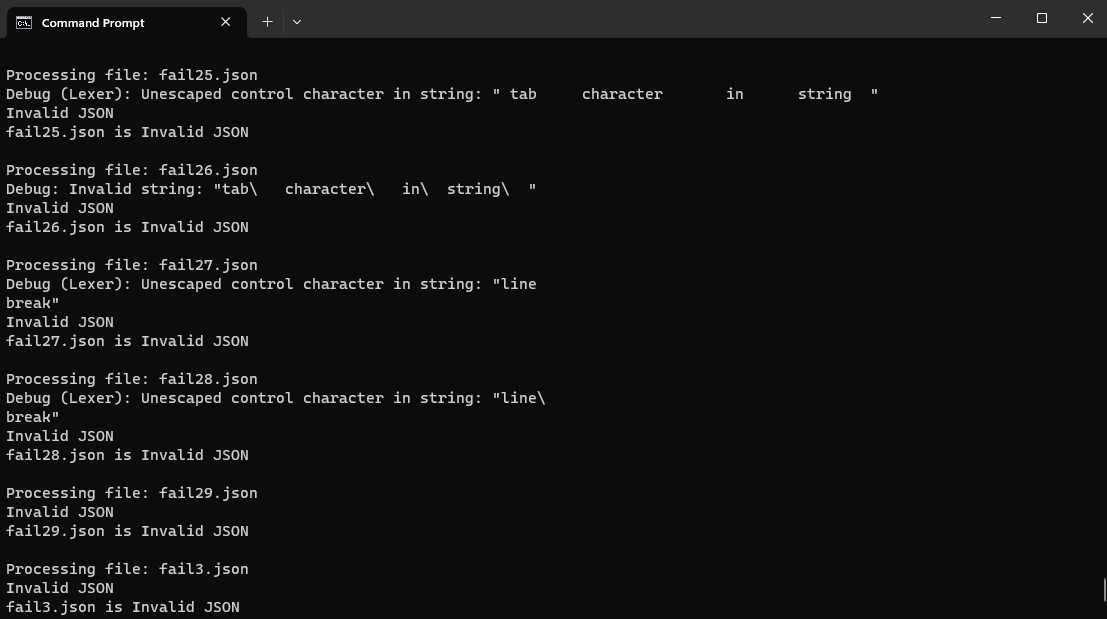 Command Prompt
Processing file: fail25.json
Debug (Lexer): Unescaped control character in string: " tab     character       in      string  "
Invalid JSON
fail25.json is Invalid JSON
Processing file: fail26.json
Debug: Invalid string: "tab\   character\   in\  string\  "
Invalid JSON
fail26.json is Invalid JSON
Processing file: fail27.json
Debug (Lexer): Unescaped control character in string: "line
break"
Invalid JSON
fail27.json is Invalid JSON
Processing file: fail28.json
Debug (Lexer): Unescaped control character in string: "line\
break"
Invalid JSON
fail28.json is Invalid JSON
Processing file: fail29.json
Invalid JSON
fail29.json is Invalid JSON
Processing file: fail3.json
Invalid JSON
fail3.json is Invalid JSON